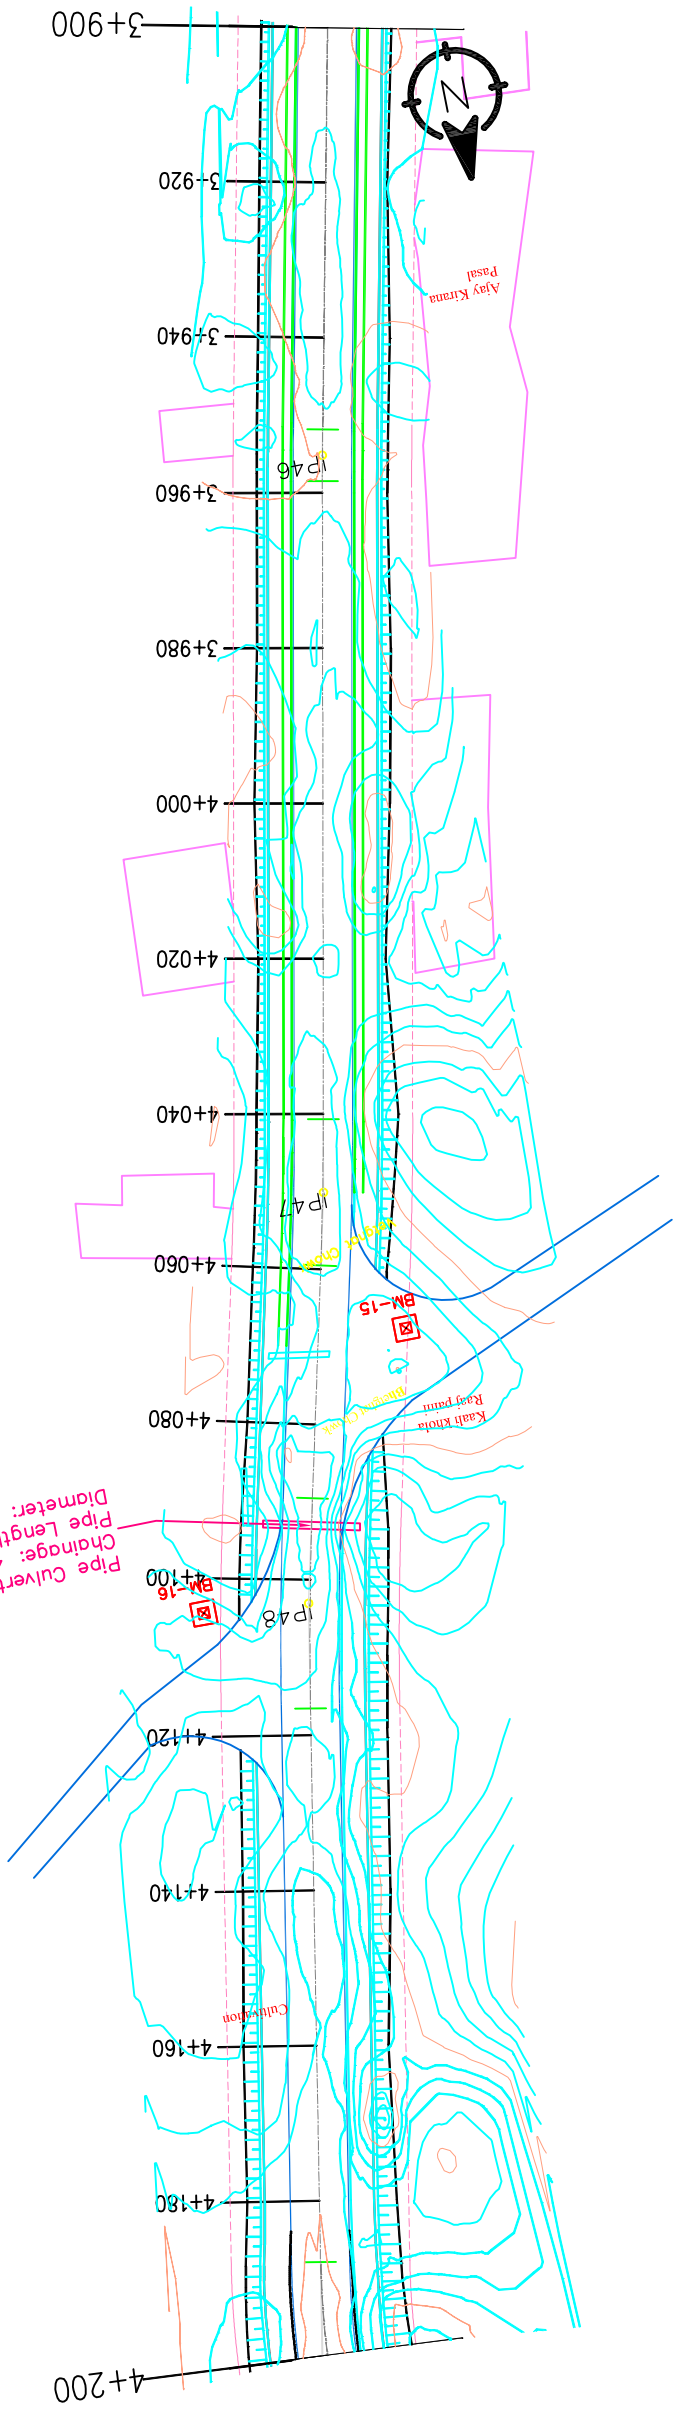 3+900
N
3+920
Ajay Kirana
Pasal
3+940
IP46
3+960
3+980
4+000
4+020
4+040
IP47
4+060
BM-15
4+080
Kaah khola
Raaj paini
Pipe Culvert
Chainage:
Pipe Length
Diameter:
4+100
BM-16
IP48
4+120
4+140
Cultivation
4+160
4+180
4+200